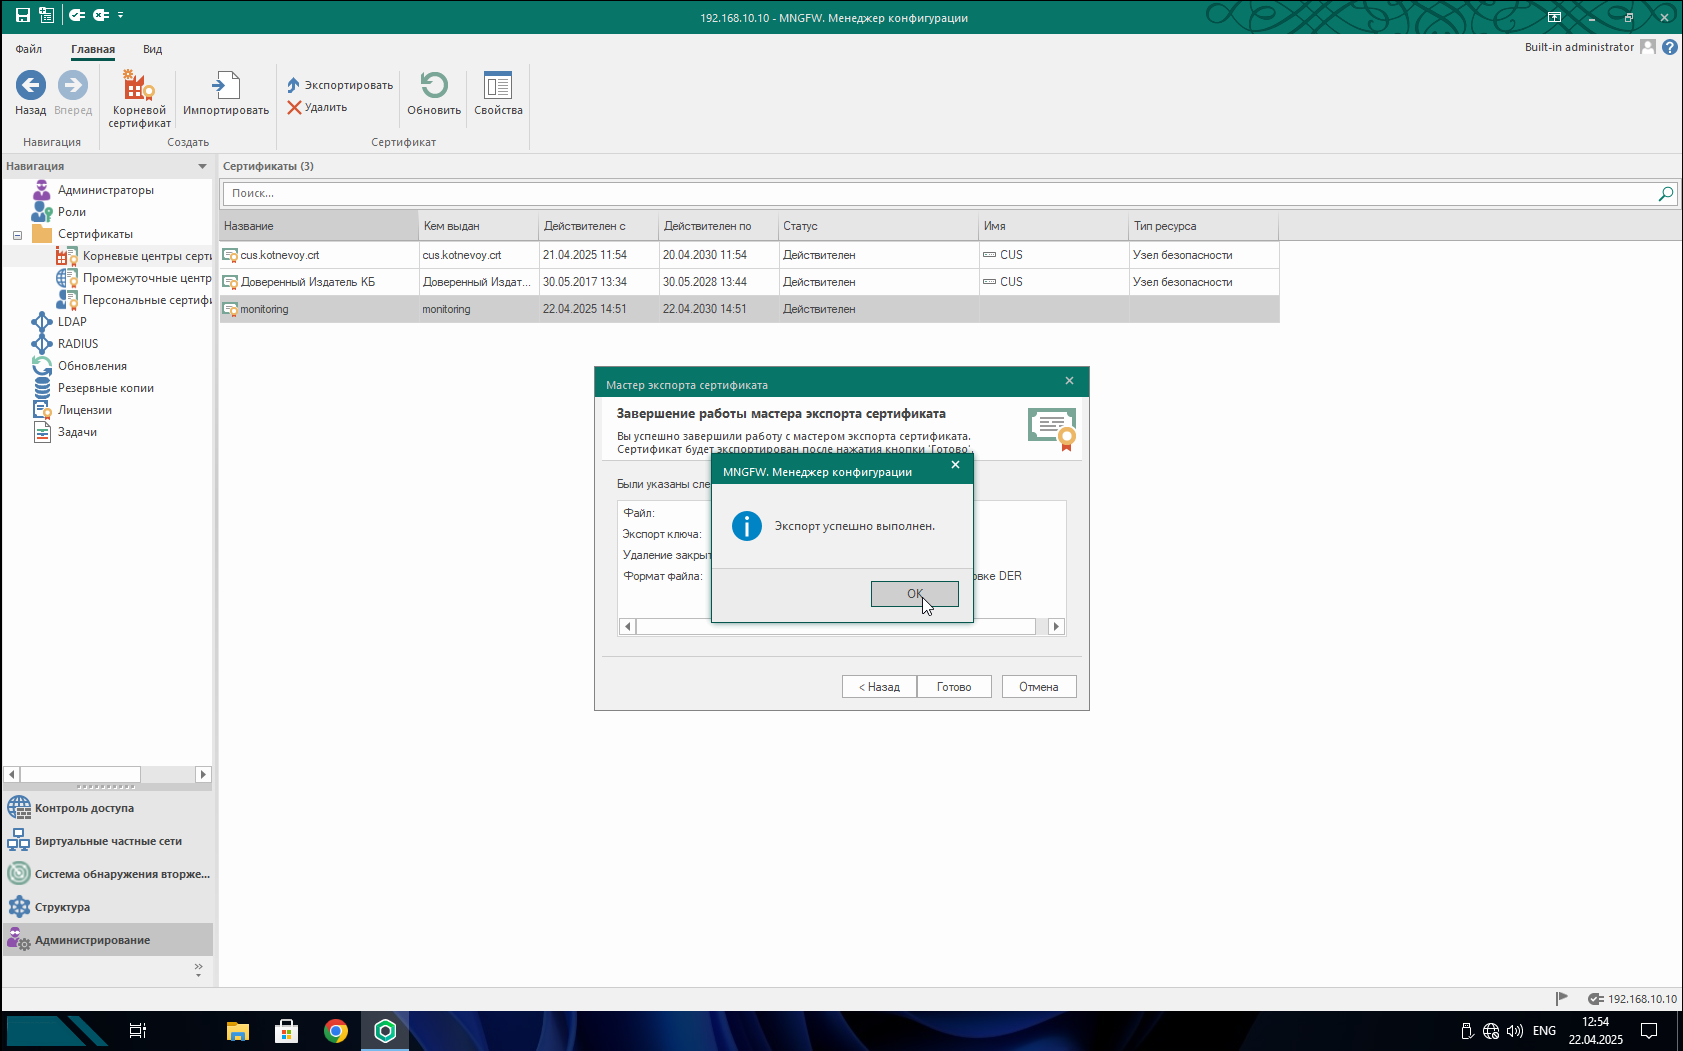 192.168.10.10 - MNGFW. Менеджер конфигурации
Файл
Главная
Вид
Built-in administrator
Назад
Вперед
Корневой сертификат
Импортировать
Экспортировать
Удалить
Обновить
Свойства
Навигация
Создать
Сертификат
Навигация
Администраторы
Роли
Сертификаты
Корневые центры серти
Промежуточные центр
Персональные сертифи
LDAP
RADIUS
Обновления
Резервные копии
Лицензии
Задачи
Контроль доступа
Виртуальные частные сети
Система обнаружения вторже...
Структура
Администрирование
Сертификаты (3)
Поиск...
Название Кем выдан Действителен с Действителен по Статус Имя Тип ресурса
cus.kotnevoy.crt cus.kotnevoy.crt 21.04.2025 11:54 20.04.2030 11:54 Действителен CUS Узел безопасности
Доверенный Издатель КБ Доверенный Издат... 30.05.2017 13:34 30.05.2028 13:44 Действителен CUS Узел безопасности
monitoring monitoring 22.04.2025 14:51 22.04.2030 14:51 Действителен
Мастер экспорта сертификата
Завершение работы мастера экспорта сертификата
Вы успешно завершили работу с мастером экспорта сертификата.
Сертификат будет экспортирован после нажатия кнопки 'Готово'.
Были указаны сле
Файл:
Экспорт ключа:
Удаление закрыт
Формат файла: овке DER
MNGFW. Менеджер конфигурации
Экспорт успешно выполнен.
OK
< Назад
Готово
Отмена
192.168.10.10
ENG
12:54
22.04.2025